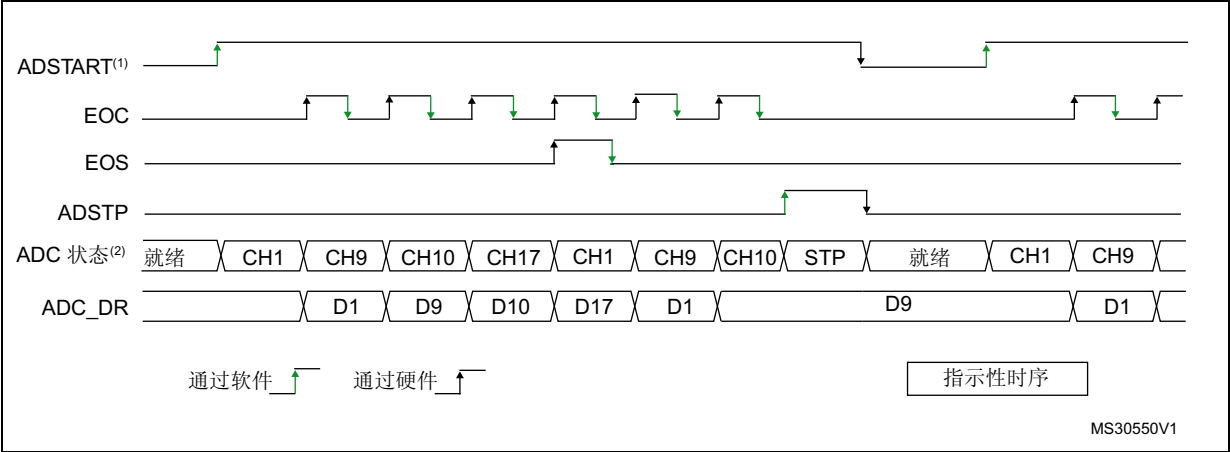 ADSTART(1)
EOC
EOS
ADSTP
ADC 状态(2) 就绪 CH1 CH9 CH10 CH17 CH1 CH9 CH10 STP 就绪 CH1 CH9
ADC_DR D1 D9 D10 D17 D1 D9 D1
通过软件 通过硬件 指示性时序
MS30550V1